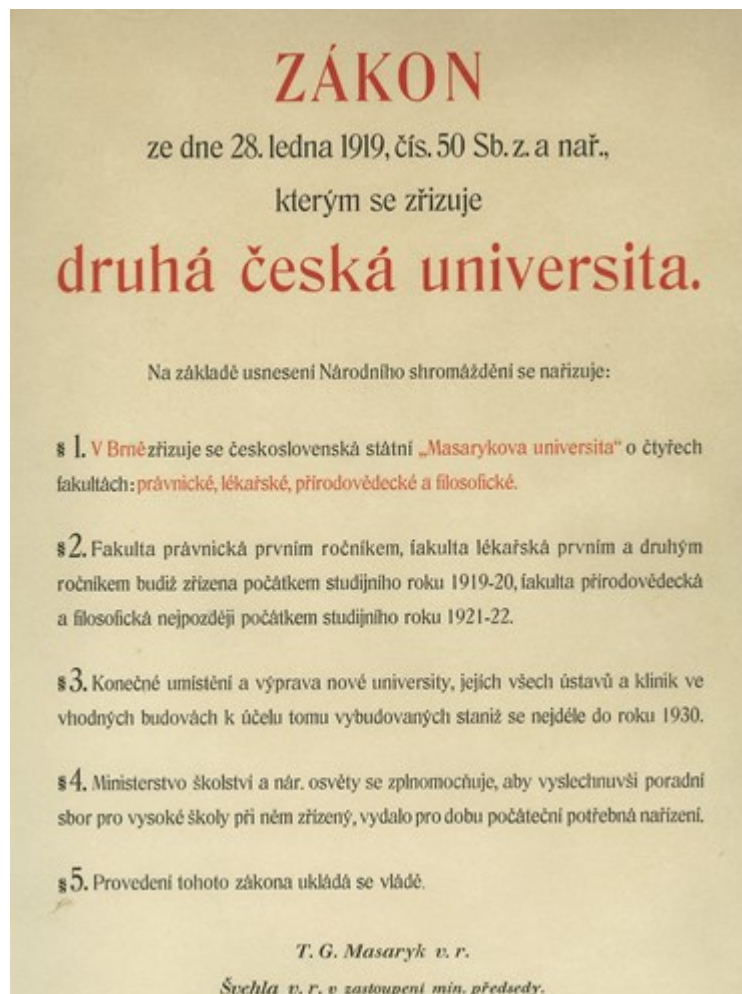 ZÁKON
ze dne 28. ledna 1919, čís. 50 Sb. z. a nař.,
kterým se zřizuje
druhá česká universita.
Na základě usnesení Národního shromáždění se nařizuje:
§ 1. V Brně zřizuje se československá státní „Masarykova universita“ o čtyřech
fakultách: právnické, lékařské, přírodovědecké a filosofické.
§ 2. Fakulta právnická prvním ročníkem, fakulta lékařská prvním a druhým
ročníkem budiž zřízena počátkem studijního roku 1919-20, fakulta přírodovědecká
a filosofická nejpozději počátkem studijního roku 1921-22.
§ 3. Konečné umístění a výprava nové university, jejích všech ústavů a klinik ve
vhodných budovách k účelu tomu vybudovaných staniž se nejdéle do roku 1930.
§ 4. Ministerstvo školství a nár. osvěty se zplnomocňuje, aby vyslechnuvši poradní
sbor pro vysoké školy při něm zřízený, vydalo pro dobu počáteční potřebná nařízení.
§ 5. Provedení tohoto zákona ukládá se vládě.
T. G. Masaryk v. r.
Švehla v. r. v zastoupení min. předsedy.